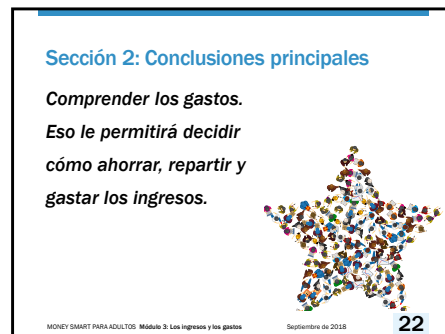 Sección 2: Conclusiones principales
Comprender los gastos.
Eso le permitirá decidir
cómo ahorrar, repartir y
gastar los ingresos.
MONEY SMART PARA ADULTOS Módulo 3: Los ingresos y los gastos Septiembre de 2018 22